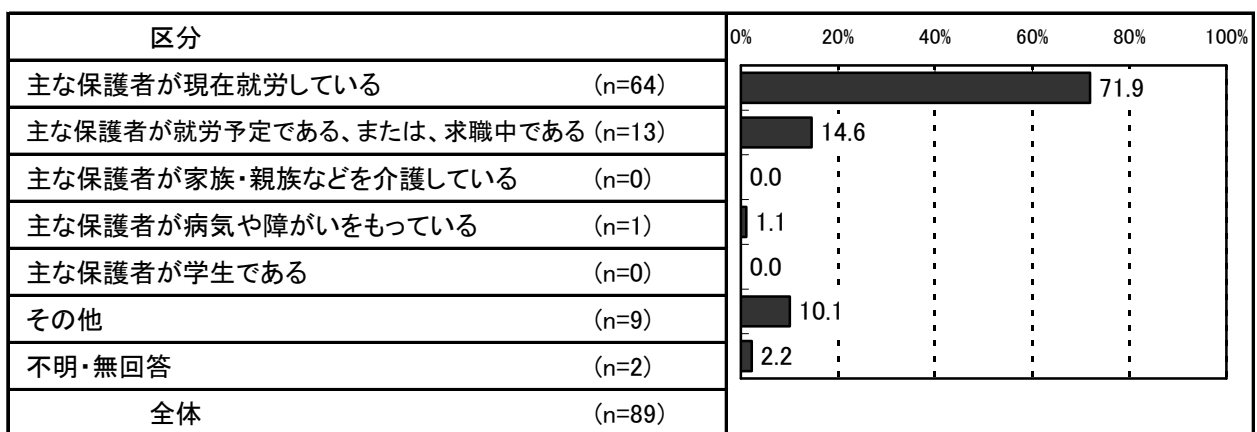 区分 0% 20% 40% 60% 80% 100%
主な保護者が現在就労している (n=64) 71.9
主な保護者が就労予定である、または、求職中である (n=13) 14.6
主な保護者が家族・親族などを介護している (n=0) 0.0
主な保護者が病気や障がいをもっている (n=1) 1.1
主な保護者が学生である (n=0) 0.0
その他 (n=9) 10.1
不明・無回答 (n=2) 2.2
全体 (n=89)